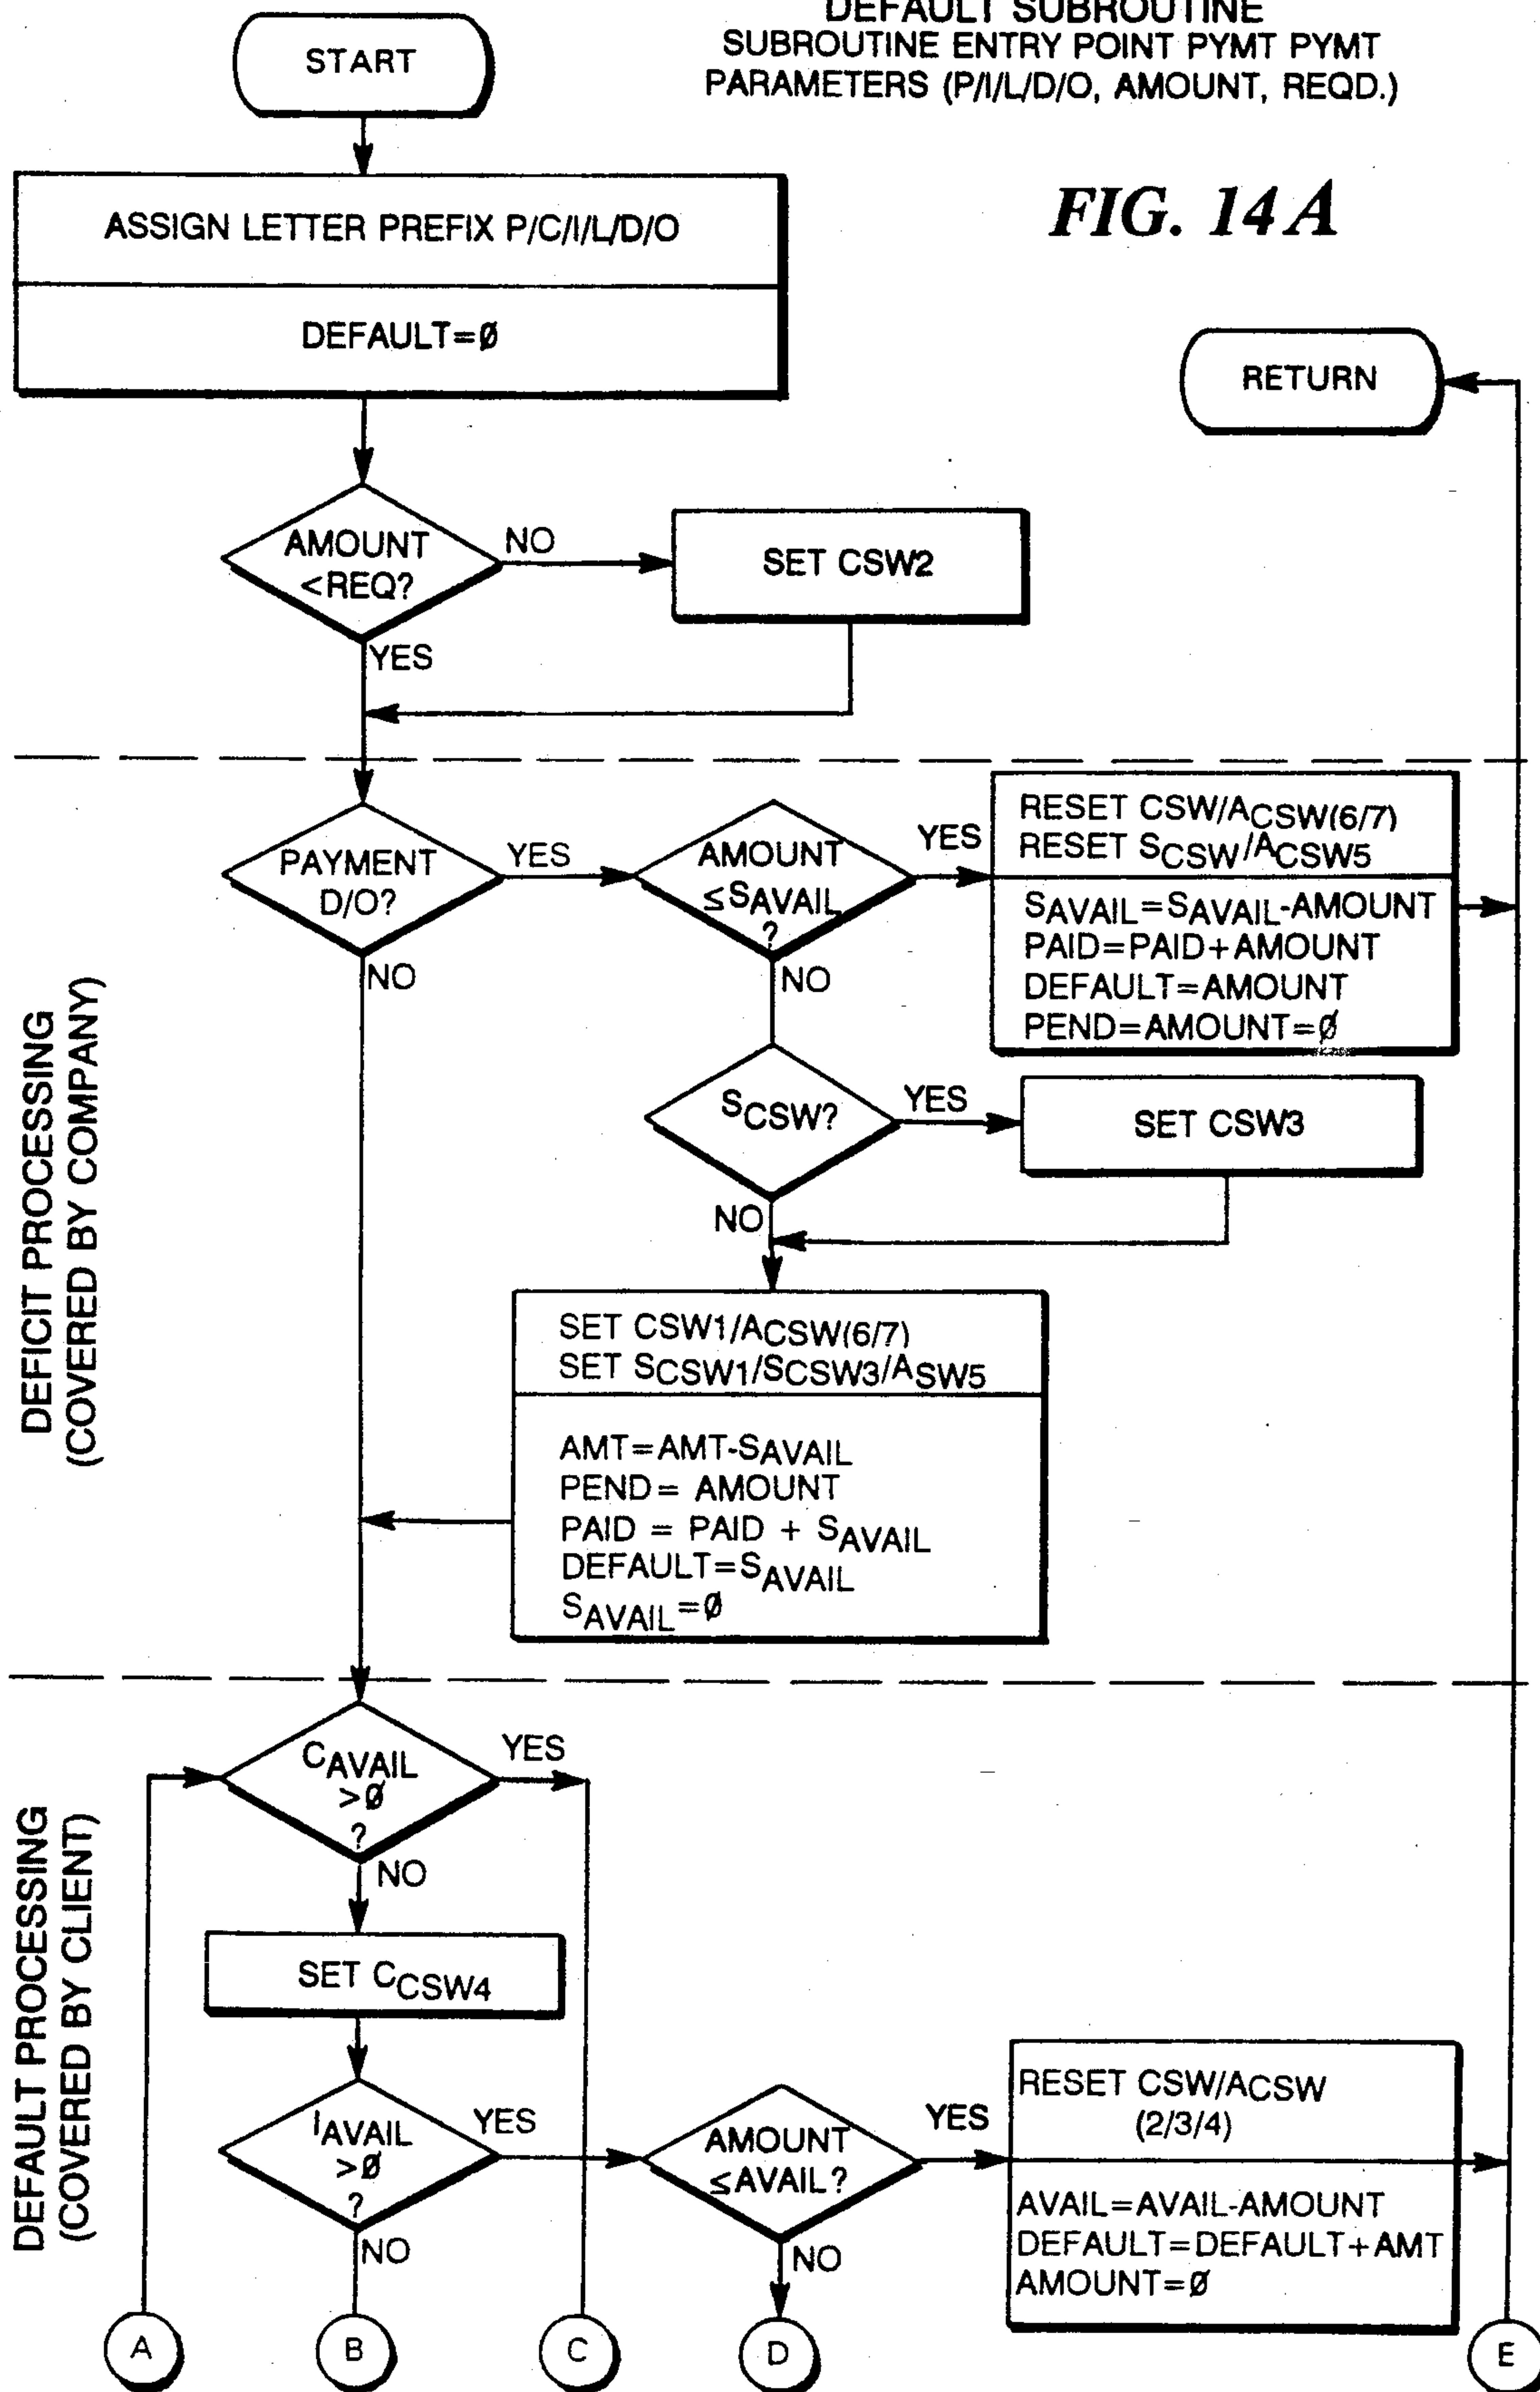 DEFAULT SUBROUTINE
SUBROUTINE ENTRY POINT PYMT PYMT
PARAMETERS (P/I/L/D/O, AMOUNT, REQD.)
START
FIG. 14A
ASSIGN LETTER PREFIX P/C/I/L/D/O
DEFAULT=Ø
RETURN
AMOUNT
<REQ?
NO
SET CSW2
YES
DEFICIT PROCESSING
(COVERED BY COMPANY)
PAYMENT
D/O?
YES
AMOUNT
≤SAVAIL
?
YES
RESET CSW/ACSW(6/7)
RESET SCSW/ACSW5
SAVAIL=SAVAIL-AMOUNT
PAID=PAID+AMOUNT
DEFAULT=AMOUNT
PEND=AMOUNT=Ø
NO
NO
SCSW?
YES
SET CSW3
NO
SET CSW1/ACSW(6/7)
SET SCSW1/SCSW3/ASW5
AMT=AMT-SAVAIL
PEND= AMOUNT
PAID = PAID + SAVAIL
DEFAULT=SAVAIL
SAVAIL=Ø
DEFAULT PROCESSING
(COVERED BY CLIENT)
CAVAIL
>Ø
?
YES
NO
SET CCSW4
IAVAIL
>Ø
?
YES
NO
AMOUNT
≤AVAIL?
YES
NO
RESET CSW/ACSW
(2/3/4)
AVAIL=AVAIL-AMOUNT
DEFAULT=DEFAULT+AMT
AMOUNT=Ø
A
B
C
D
E